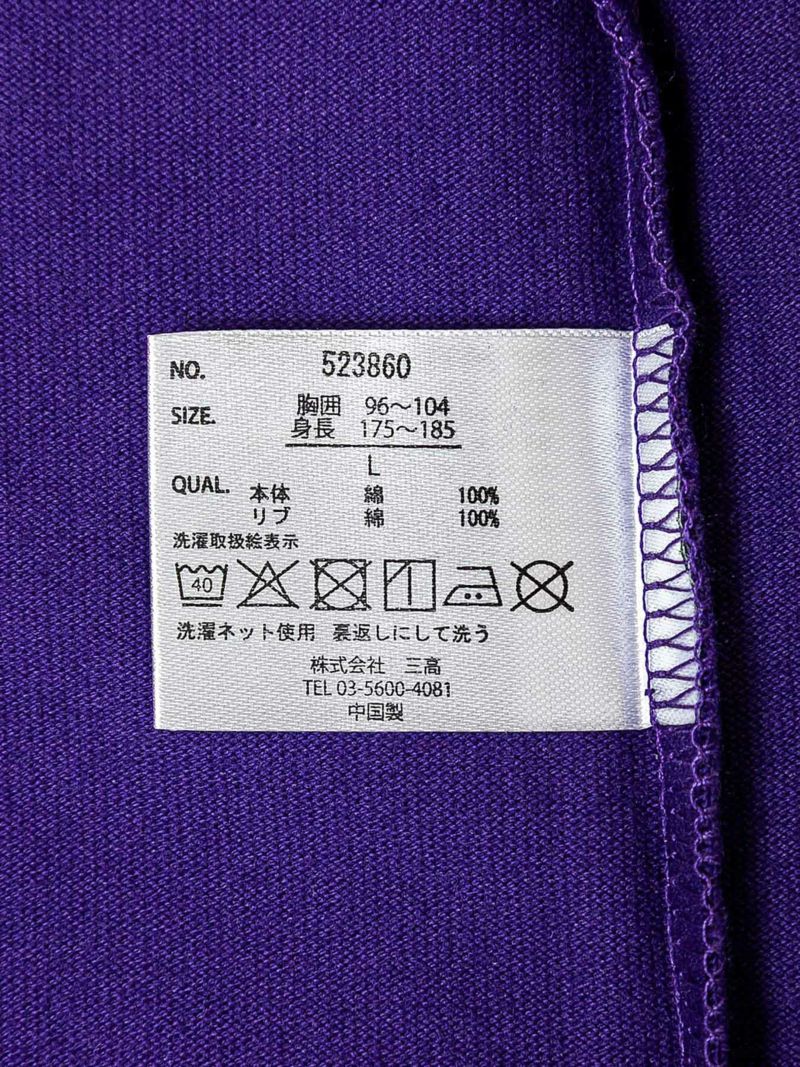 NO. 523860
SIZE. 胸囲 96〜104
身長 175〜185
L
QUAL. 本体 綿 100%
リブ 綿 100%
洗濯取扱絵表示
40
洗濯ネット使用 裏返しにして洗う
株式会社 三高
TEL 03-5600-4081
中国製